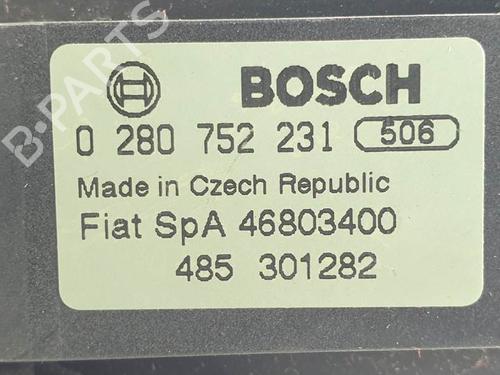 B-PARTS
BOSCH
0 280 752 231 506
Made in Czech Republic
Fiat SpA 46803400
485 301282